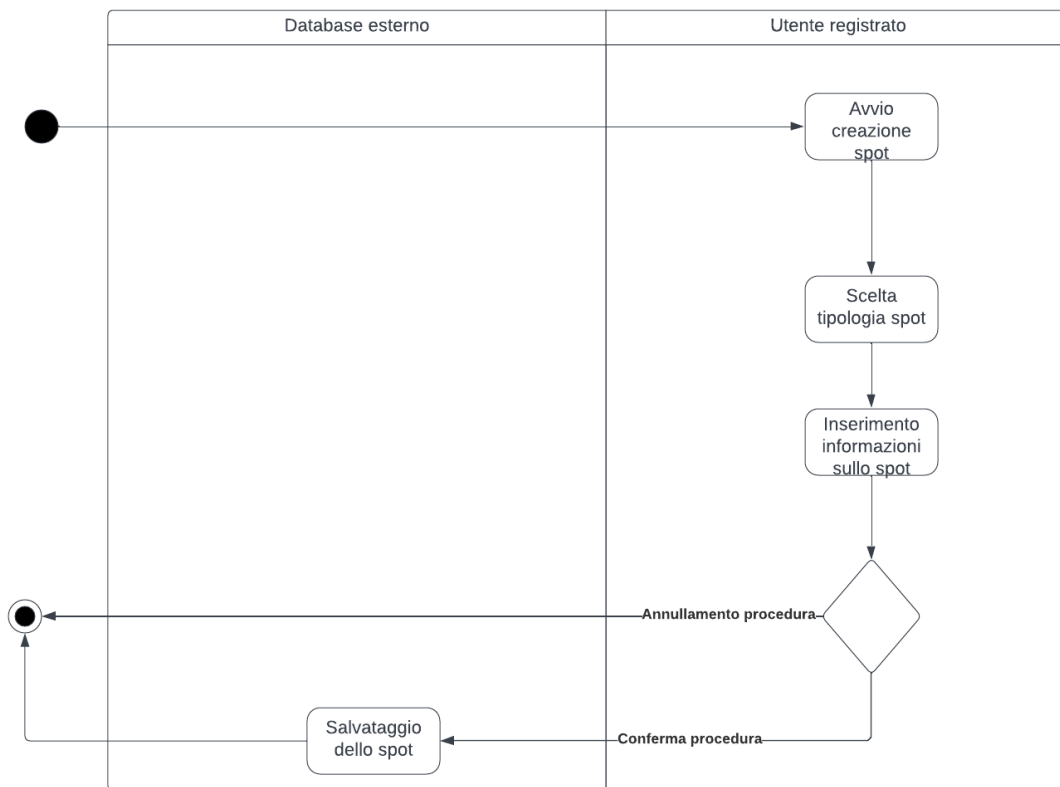 Database esterno
Utente registrato
Avvio
creazione
spot
Scelta
tipologia spot
Inserimento
informazioni
sullo spot
Annullamento procedura
Salvataggio
dello spot
Conferma procedura